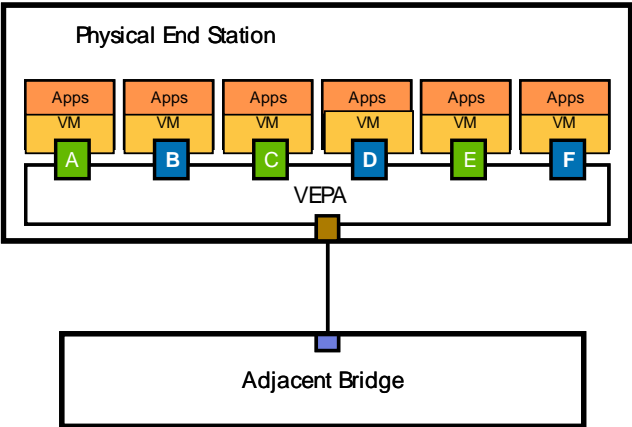 Physical End Station
Apps Apps Apps Apps Apps Apps
VM VM VM VM VM VM
A B C D E F
VEPA
Adjacent Bridge